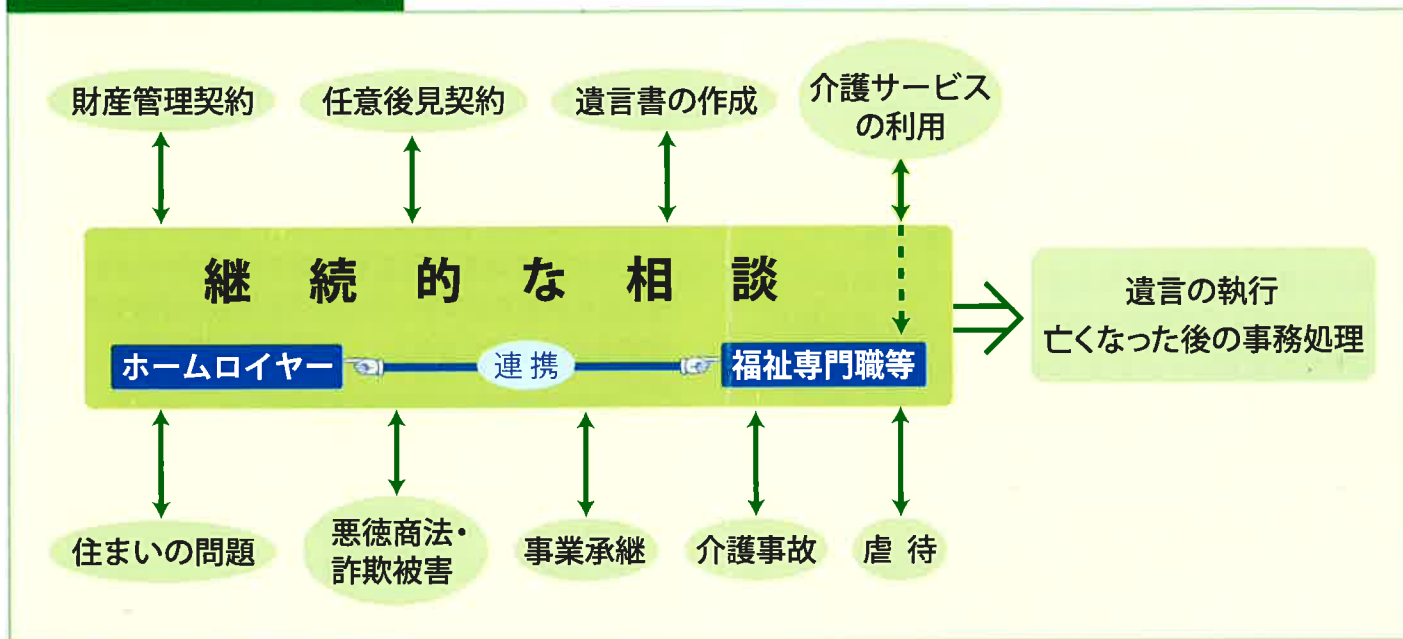 財産管理契約
任意後見契約
遺言書の作成
介護サービス
の利用
継続的な相談
ホームロイヤー
連携
福祉専門職等
遺言の執行
亡くなった後の事務処理
住まいの問題
悪徳商法・
詐欺被害
事業承継
介護事故
虐待